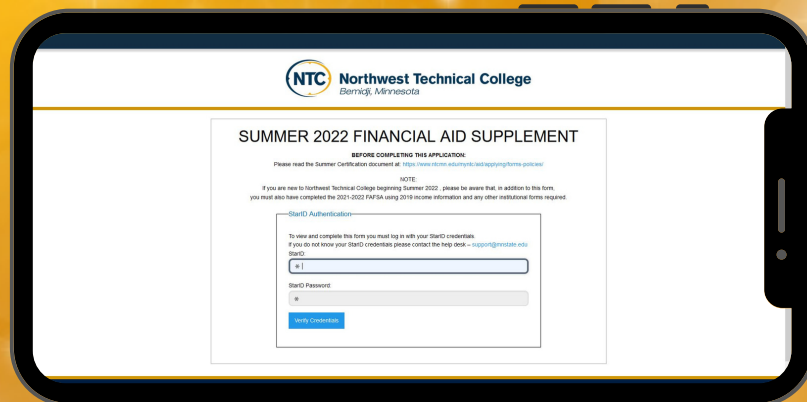 NTC Northwest Technical College
Bemidji, Minnesota
SUMMER 2022 FINANCIAL AID SUPPLEMENT
BEFORE COMPLETING THIS APPLICATION:
Please read the Summer Certification document at: https://www.ntcmn.edu/myntc/aid/applying/forms-policies/
NOTE:
If you are new to Northwest Technical College beginning Summer 2022 , please be aware that, in addition to this form,
you must also have completed the 2021-2022 FAFSA using 2019 income information and any other institutional forms required.
StarID Authentication
To view and complete this form you must log in with your StarID credentials.
If you do not know your StarID credentials please contact the help desk – support@mnstate.edu
StarID:
StarID Password:
Verify Credentials